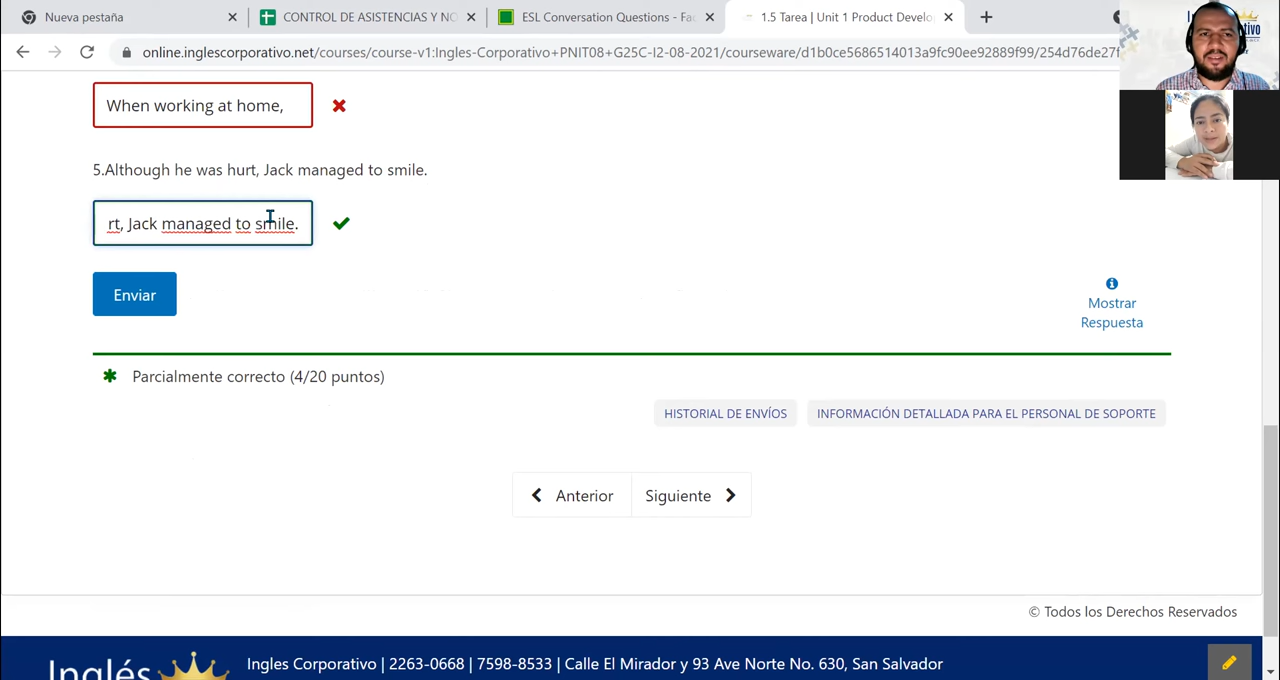 Nueva pestaña
CONTROL DE ASISTENCIAS Y NO
ESL Conversation Questions - Fac
1.5 Tarea | Unit 1 Product Develo
online.inglescorporativo.net/courses/course-v1:Ingles-Corporativo+PNIT08+G25C-I2-08-2021/courseware/d1b0ce5686514013a9fc90ee92889f99/254d76de27f
When working at home,
5.Although he was hurt, Jack managed to smile.
rt, Jack managed to smile.
Enviar
Mostrar
Respuesta
Parcialmente correcto (4/20 puntos)
HISTORIAL DE ENVÍOS
INFORMACIÓN DETALLADA PARA EL PERSONAL DE SOPORTE
Anterior
Siguiente
© Todos los Derechos Reservados
Inglés
Ingles Corporativo | 2263-0668 | 7598-8533 | Calle El Mirador y 93 Ave Norte No. 630, San Salvador